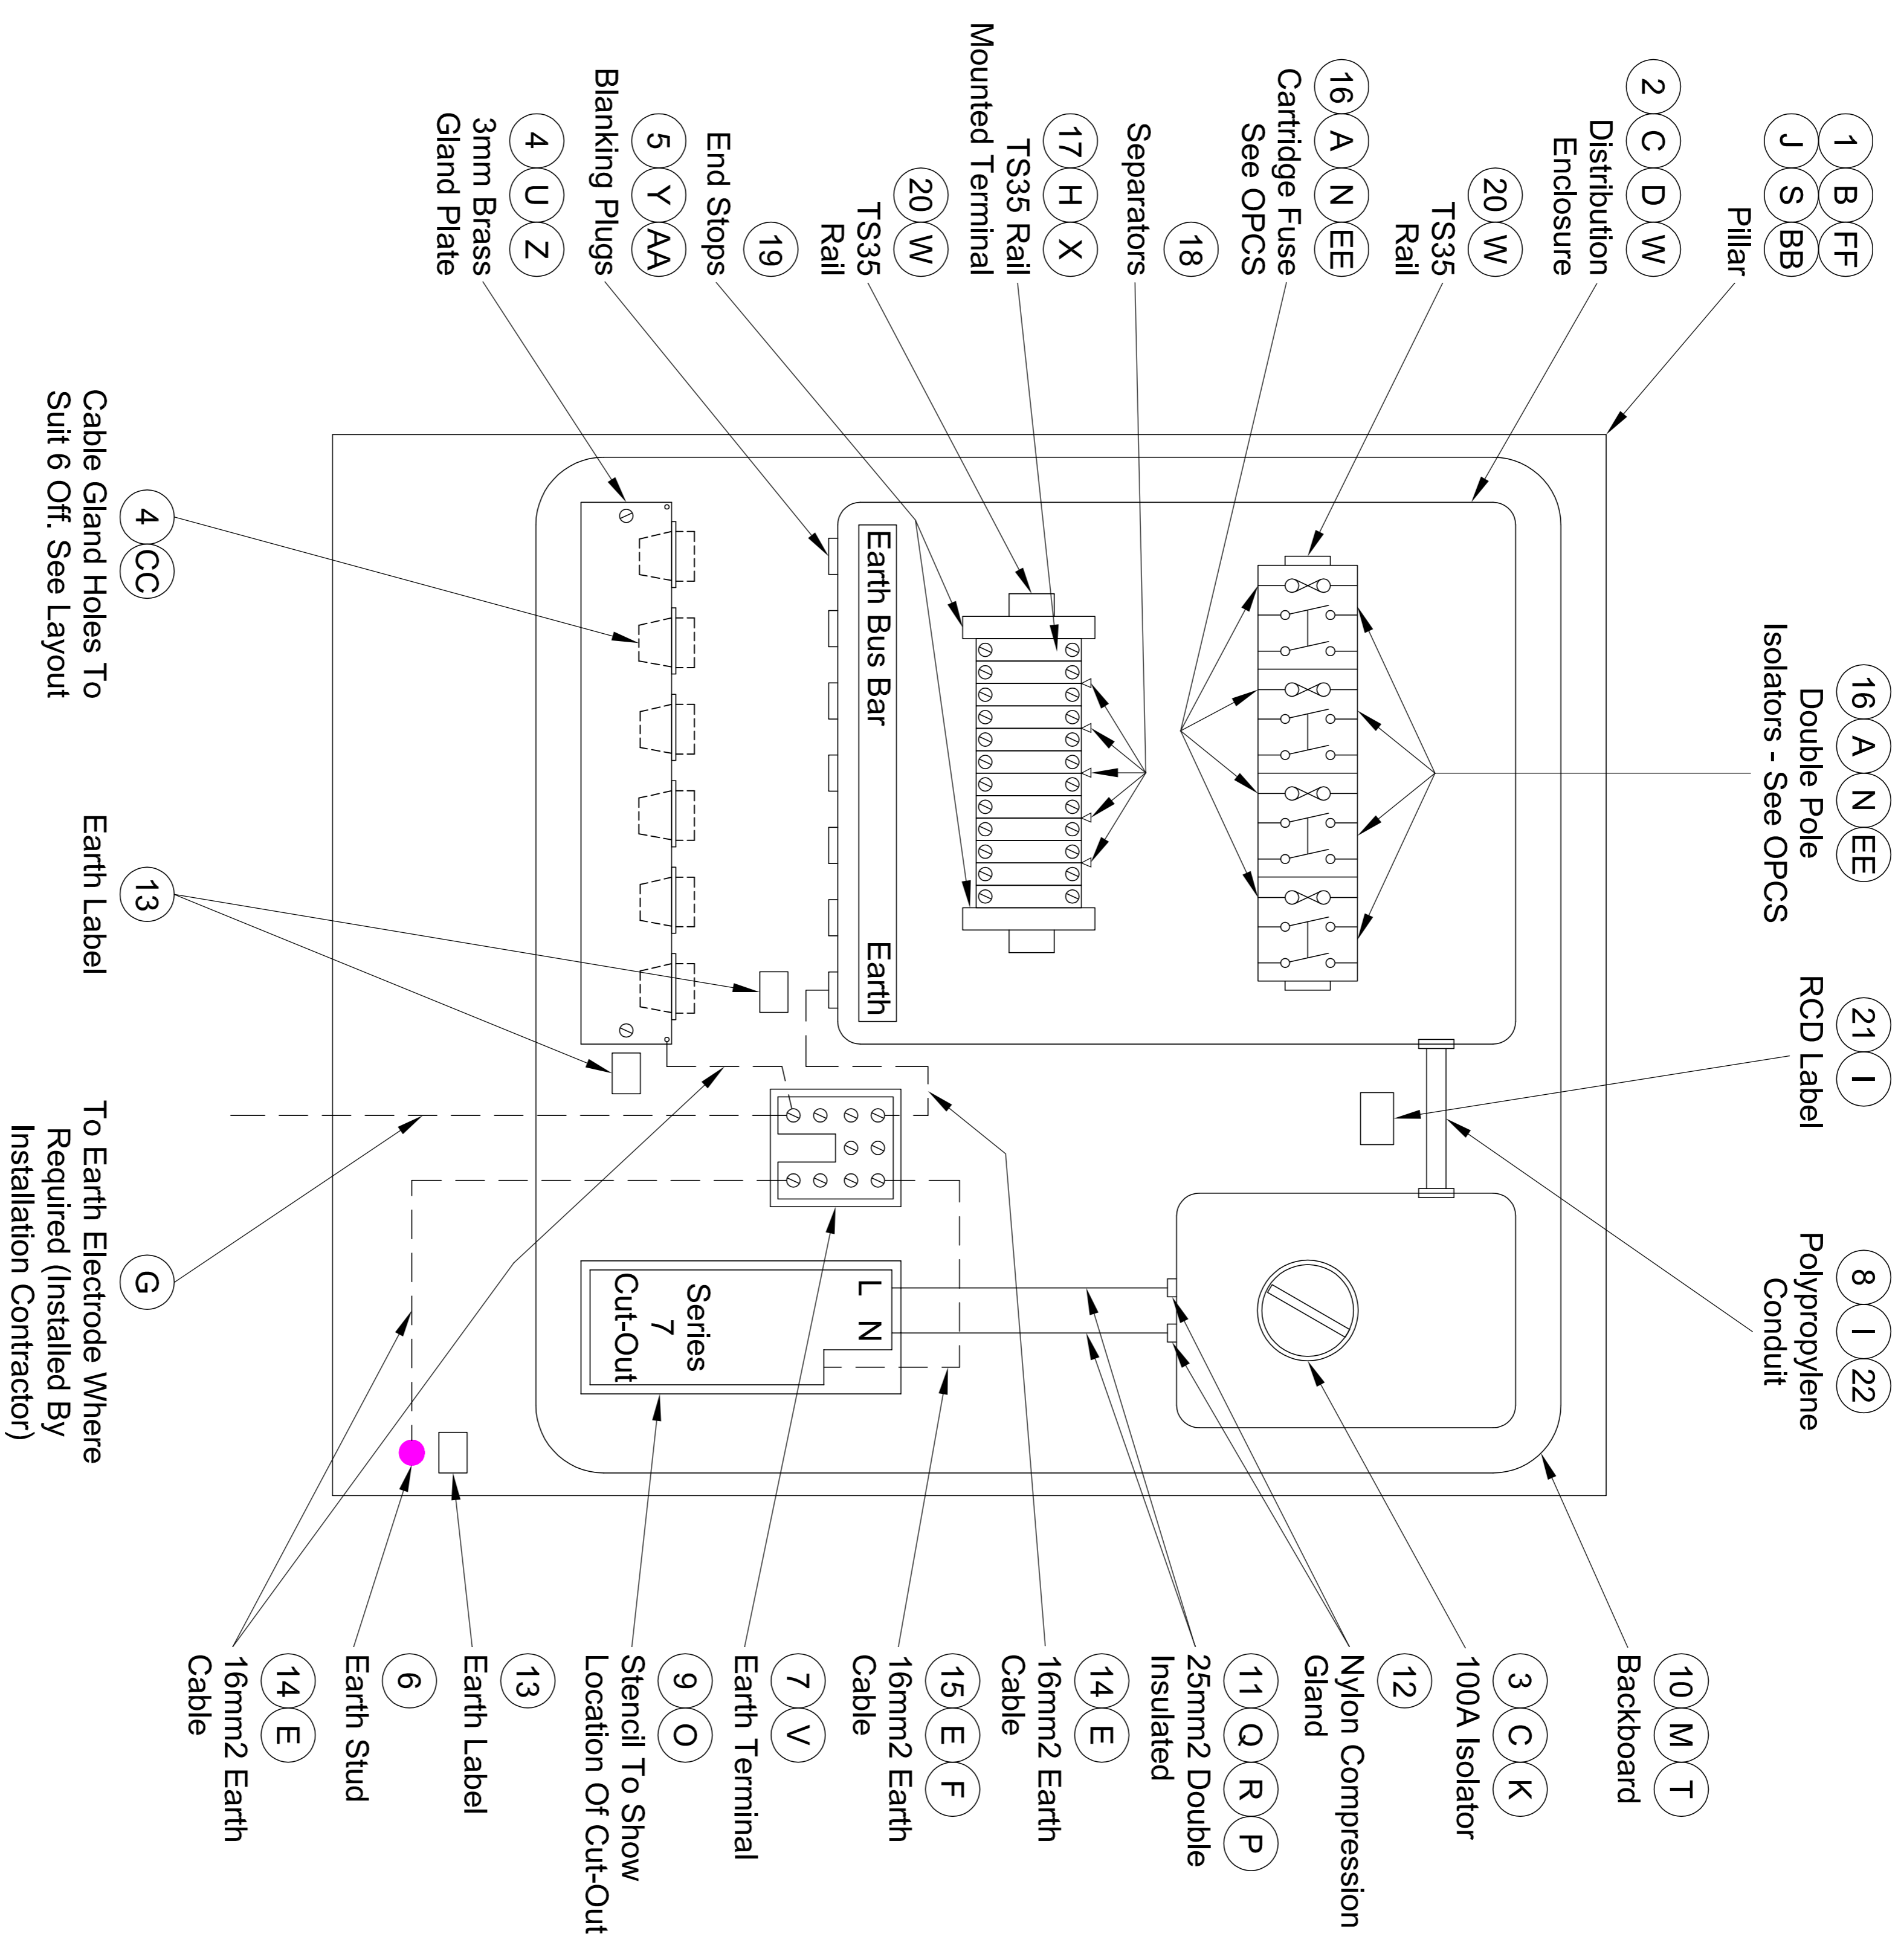 1 B FF
J S BB
Pillar
2 C D W
Distribution
Enclosure
20 W
TS35
Rail
16 A N EE
Cartridge Fuse
See OPCS
18
Separators
17 H X
TS35 Rail
Mounted Terminal
20 W
TS35
Rail
19
End Stops
5 Y AA
Blanking Plugs
4 U Z
3mm Brass
Gland Plate
16 A N EE
Double Pole
Isolators - See OPCS
21 I
RCD Label
8 I 22
Polypropylene
Conduit
Earth Bus Bar
Earth
L N
Series
7
Cut-Out
10 M T
Backboard
3 C K
100A Isolator
12
Nylon Compression
Gland
11 Q R P
25mm2 Double
Insulated
14 E
16mm2 Earth
Cable
15 E F
16mm2 Earth
Cable
7 V
Earth Terminal
9 O
Stencil To Show
Location Of Cut-Out
13
Earth Label
6
Earth Stud
14 E
16mm2 Earth
Cable
4 CC
Cable Gland Holes To
Suit 6 Off. See Layout
13
Earth Label
G
To Earth Electrode Where
Required (Installed By
Installation Contractor)